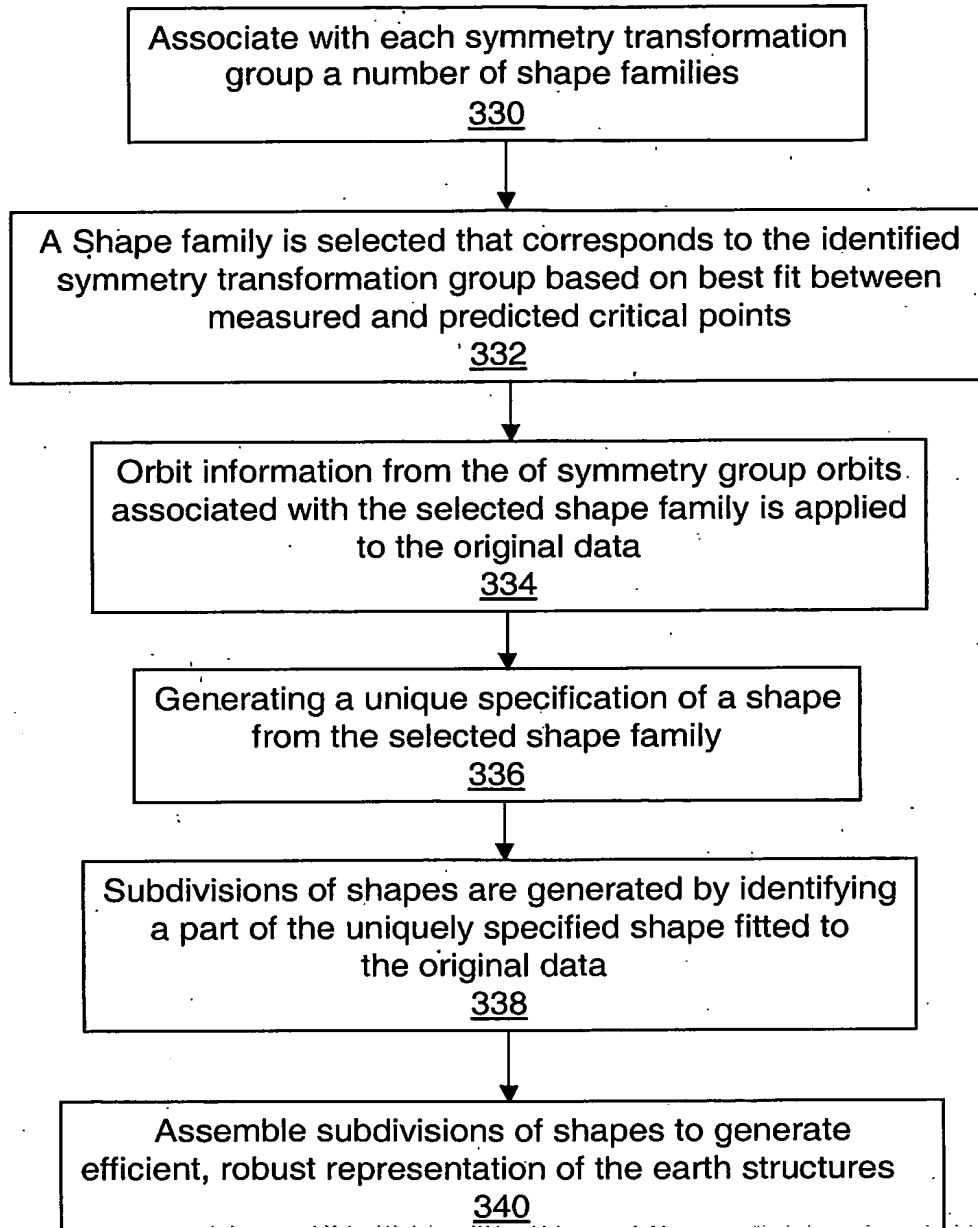 Associate with each symmetry transformation
group a number of shape families
330
A Shape family is selected that corresponds to the identified
symmetry transformation group based on best fit between
measured and predicted critical points
332
Orbit information from the of symmetry group orbits
associated with the selected shape family is applied
to the original data
334
Generating a unique specification of a shape
from the selected shape family
336
Subdivisions of shapes are generated by identifying
a part of the uniquely specified shape fitted to
the original data
338
Assemble subdivisions of shapes to generate
efficient, robust representation of the earth structures
340